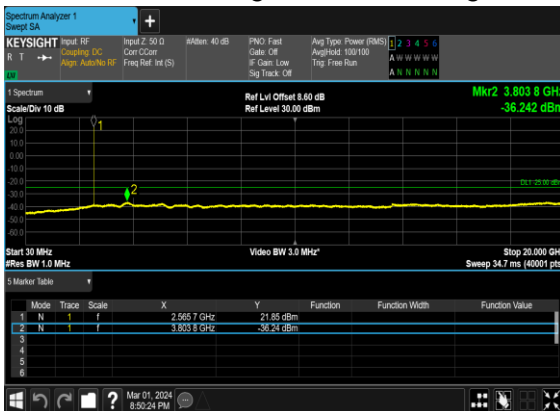 Spectrum Analyzer 1
Swept SA
+
KEYSIGHT Input: RF Input Z: 50 Ω #Atten: 40 dB PNO: Fast Avg Type: Power (RMS) 1 2 3 4 5 6
R T Coupling: DC Corr CCorr Gate: Off Avg|Hold: 100/100 A W W W W W
Align: Auto/No RF Freq Ref: Int (S) IF Gain: Low Trig: Free Run
LV Sig Track: Off A N N N N N
1 Spectrum Ref Lvl Offset 8.60 dB Mkr2 3.803 8 GHz
Scale/Div 10 dB Ref Level 30.00 dBm -36.242 dBm
Log
20.0
10.0
0.00
-10.0
-20.0
-30.0
-40.0
-50.0
-60.0
1
2
DL1 -25.00 dBm
Start 30 MHz Video BW 3.0 MHz* Stop 20.000 GHz
#Res BW 1.0 MHz Sweep 34.7 ms (40001 pts)
5 Marker Table
Mode Trace Scale X Y Function Function Width Function Value
1 N 1 f 2.565 7 GHz 21.85 dBm
2 N 1 f 3.803 8 GHz -36.24 dBm
3
4
5
6
? Mar 01, 2024
8:50:24 PM